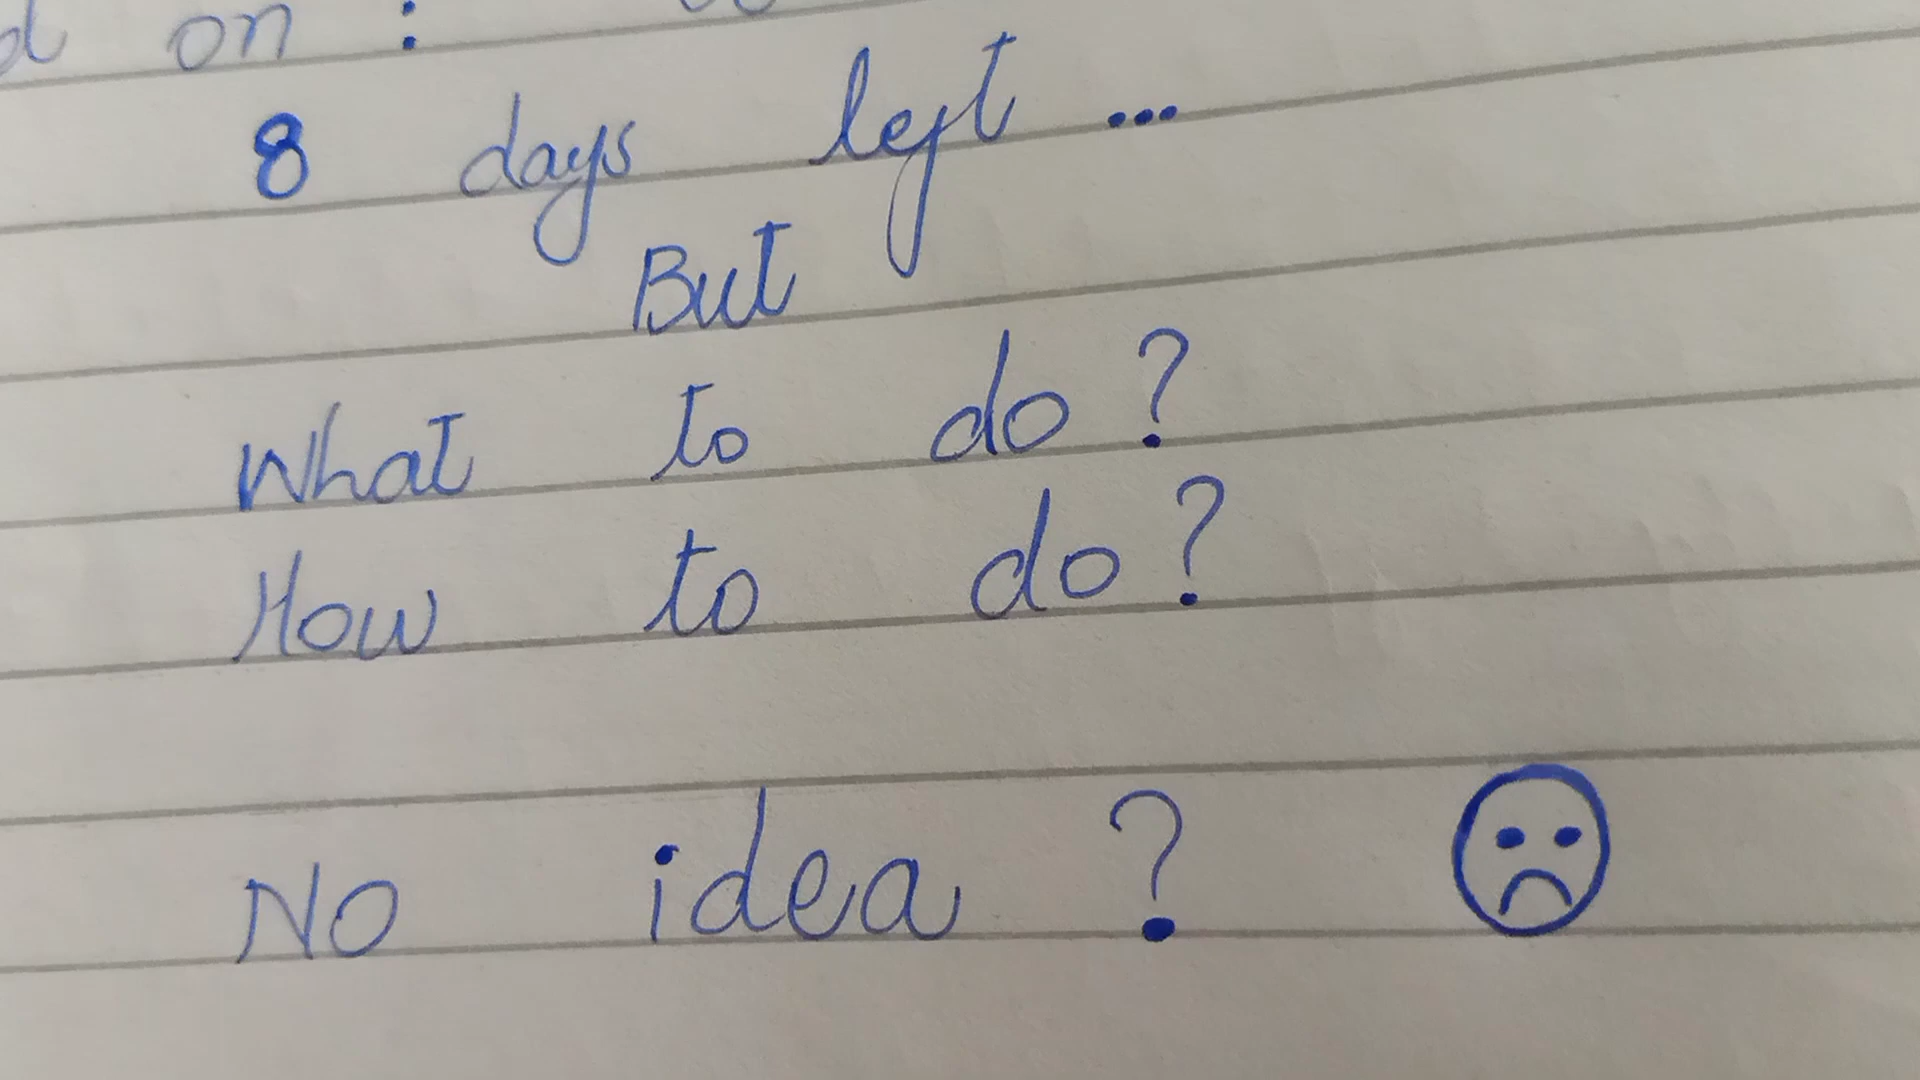 on :
8 days left ...
But
What to do ?
How to do ?
No idea ?